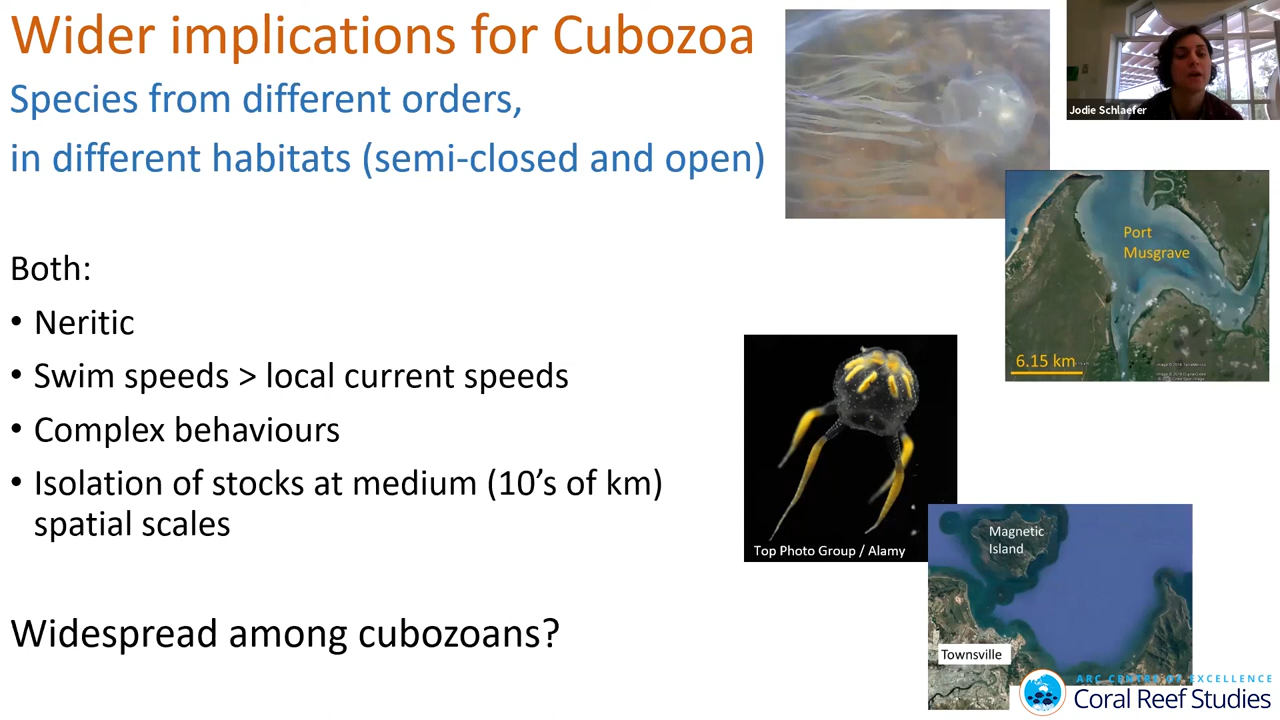 Wider implications for Cubozoa
Species from different orders,
in different habitats (semi-closed and open)
Both:
• Neritic
• Swim speeds > local current speeds
• Complex behaviours
• Isolation of stocks at medium (10's of km)
spatial scales
Widespread among cubozoans?
Jodie Schlaefer
Port
Musgrave
6.15 km
Top Photo Group / Alamy
Magnetic
Island
Townsville
ARC CENTRE OF EXCELLENCE
Coral Reef Studies